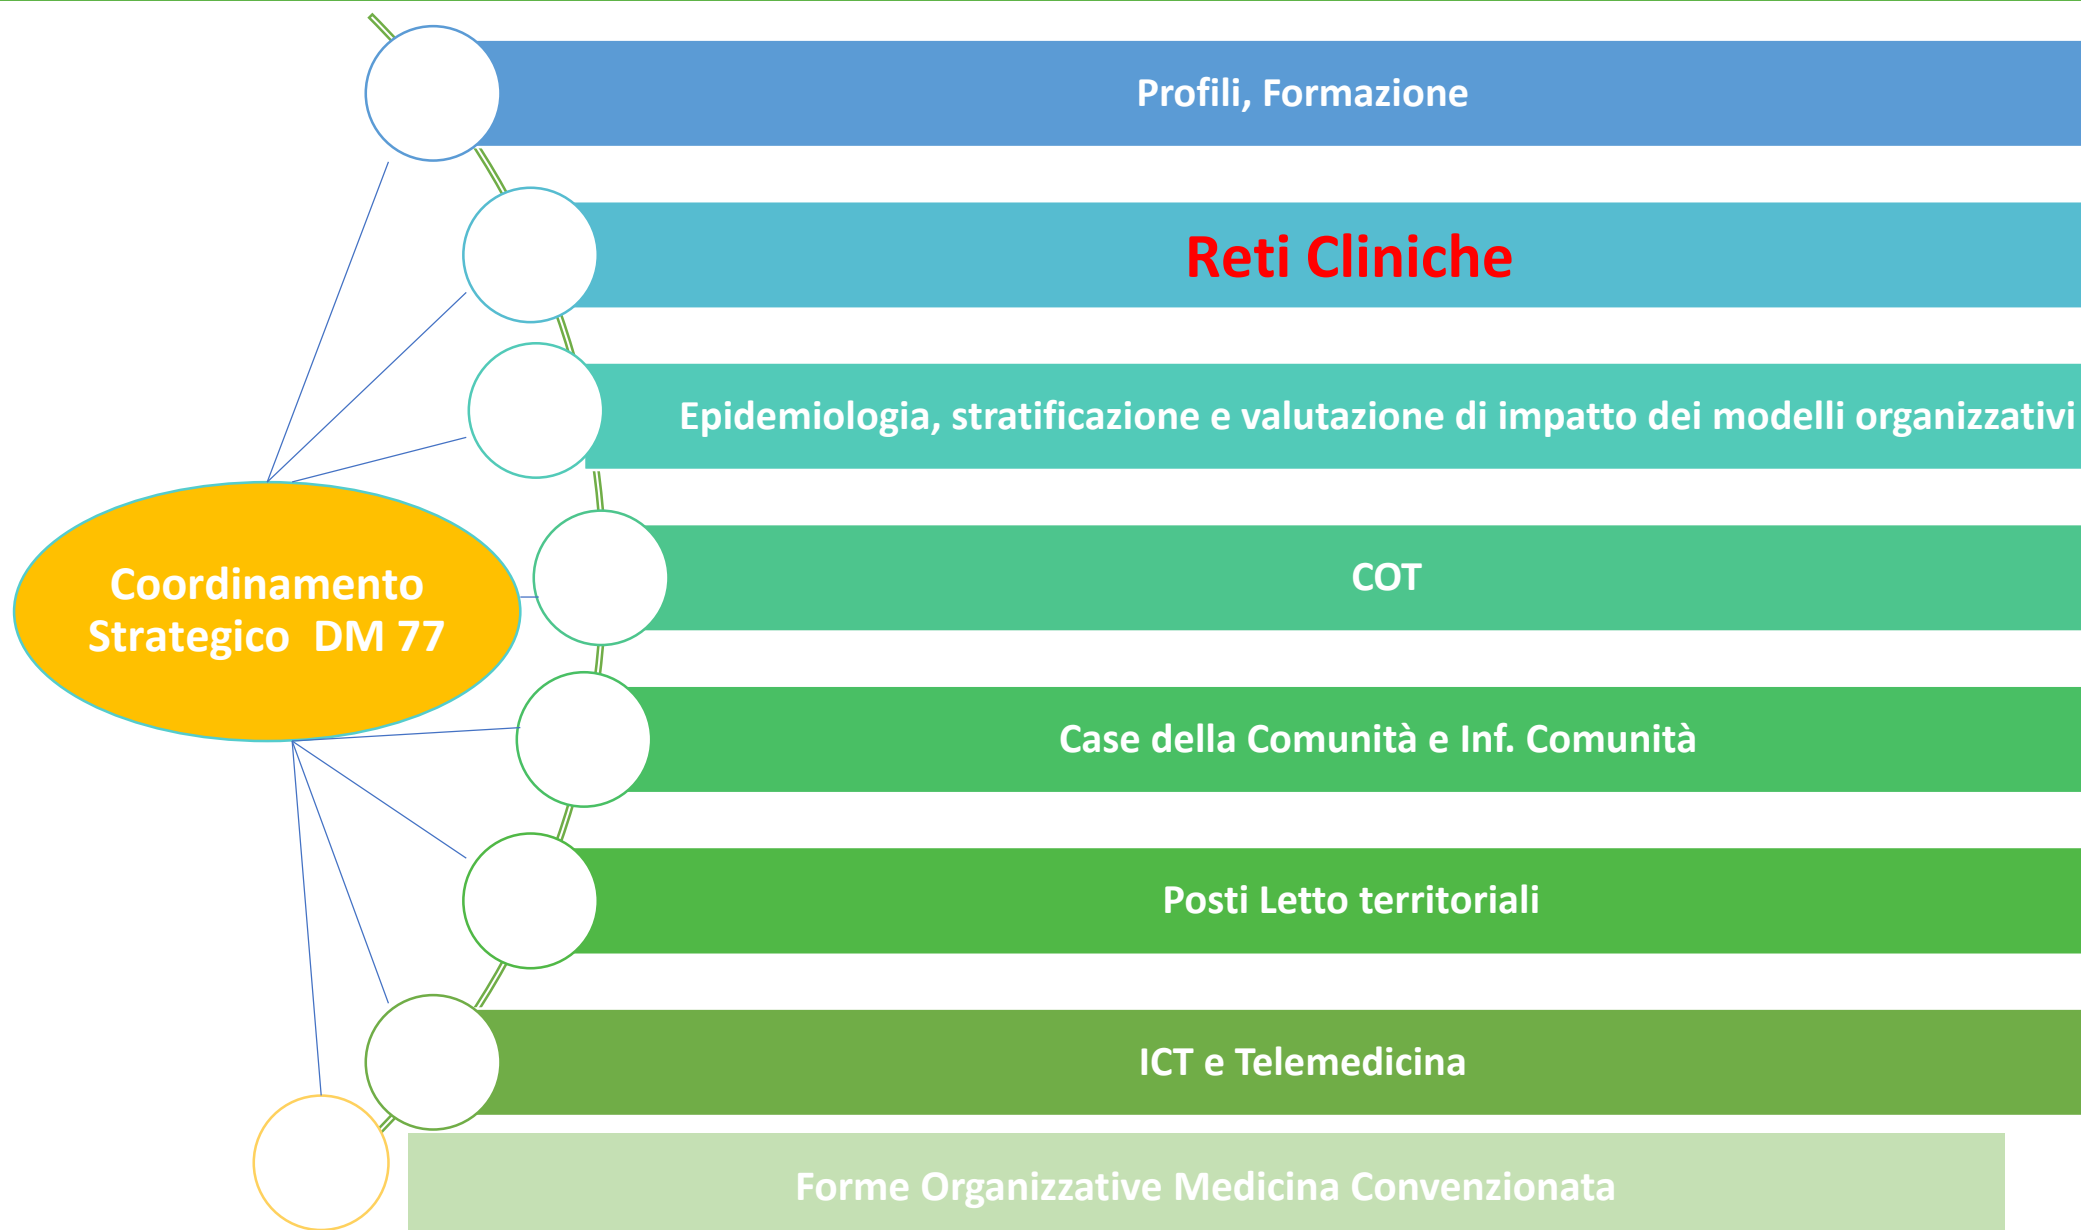 Profili, Formazione
Reti Cliniche
Epidemiologia, stratificazione e valutazione di impatto dei modelli organizzativi
Coordinamento
Strategico DM 77
COT
Case della Comunità e Inf. Comunità
Posti Letto territoriali
ICT e Telemedicina
Forme Organizzative Medicina Convenzionata